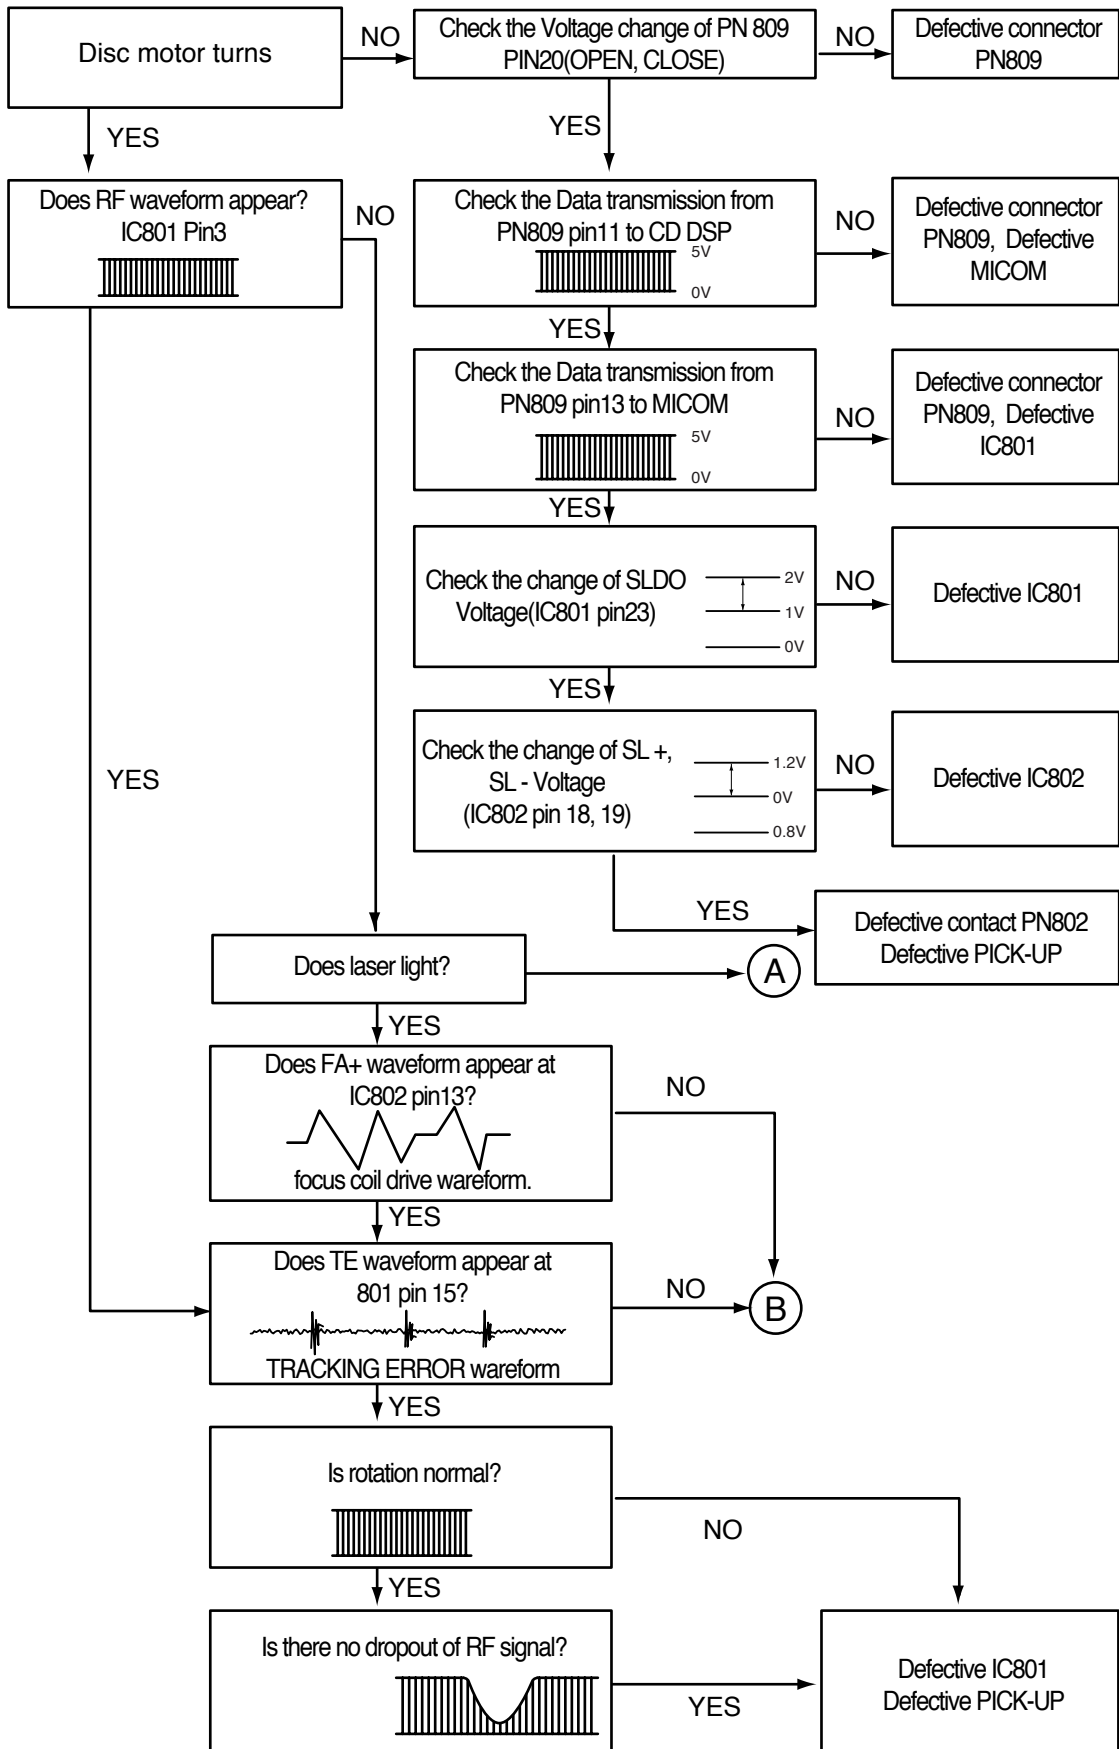 Disc motor turns
NO
Check the Voltage change of PN 809
PIN20(OPEN, CLOSE)
NO
Defective connector
PN809
YES
YES
Does RF waveform appear?
IC801 Pin3
NO
Check the Data transmission from
PN809 pin11 to CD DSP
5V
0V
NO
Defective connector
PN809, Defective
MICOM
YES
Check the Data transmission from
PN809 pin13 to MICOM
5V
0V
NO
Defective connector
PN809, Defective
IC801
YES
Check the change of SLDO
Voltage(IC801 pin23)
2V
1V
0V
NO
Defective IC801
YES
Check the change of SL +,
SL - Voltage
(IC802 pin 18, 19)
1.2V
0V
0.8V
NO
Defective IC802
YES
YES
Defective contact PN802
Defective PICK-UP
Does laser light?
A
YES
Does FA+ waveform appear at
IC802 pin13?
focus coil drive wareform.
NO
YES
Does TE waveform appear at
801 pin 15?
TRACKING ERROR wareform
NO
B
YES
Is rotation normal?
NO
YES
Is there no dropout of RF signal?
YES
Defective IC801
Defective PICK-UP